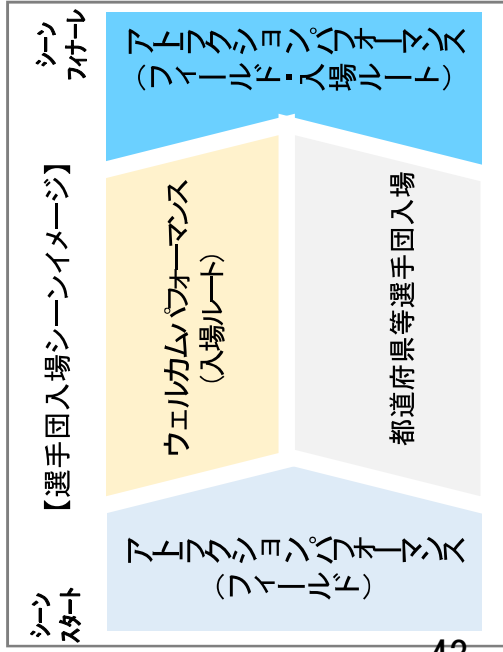 【選手団入場シーンイメージ】
シーン
スタート
シーン
フィナーレ
アトラクションパフォーマンス
(フィールド)
ウェルカムパフォーマンス
(入場ルート)
都道府県等選手団入場
アトラクションパフォーマンス
(フィールド・入場ルート)